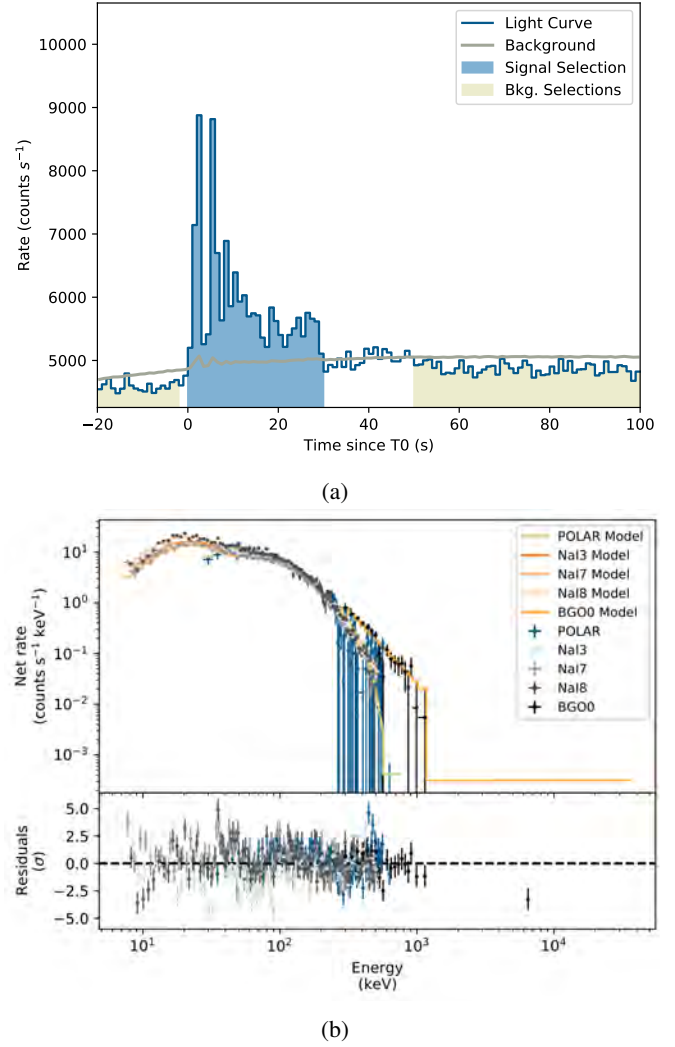 Light Curve
Background
Signal Selection
Bkg. Selections
Rate (counts s⁻¹)
10000
9000
8000
7000
6000
5000
−20 0 20 40 60 80 100
Time since T0 (s)
(a)
POLAR Model
NaI3 Model
NaI7 Model
NaI8 Model
BGO0 Model
POLAR
NaI3
NaI7
NaI8
BGO0
Net rate
(counts s⁻¹ keV⁻¹)
10¹
10⁰
10⁻¹
10⁻²
10⁻³
Residuals
(σ)
5.0
2.5
0.0
−2.5
−5.0
10¹ 10² 10³ 10⁴
Energy
(keV)
(b)